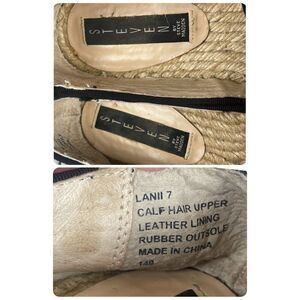 STEVEN
BY
STEVE
MADDEN
STEVEN
BY
STEVE
MADDEN
LANII 7
CALF HAIR UPPER
LEATHER LINING
RUBBER OUTSOLE
MADE IN CHINA